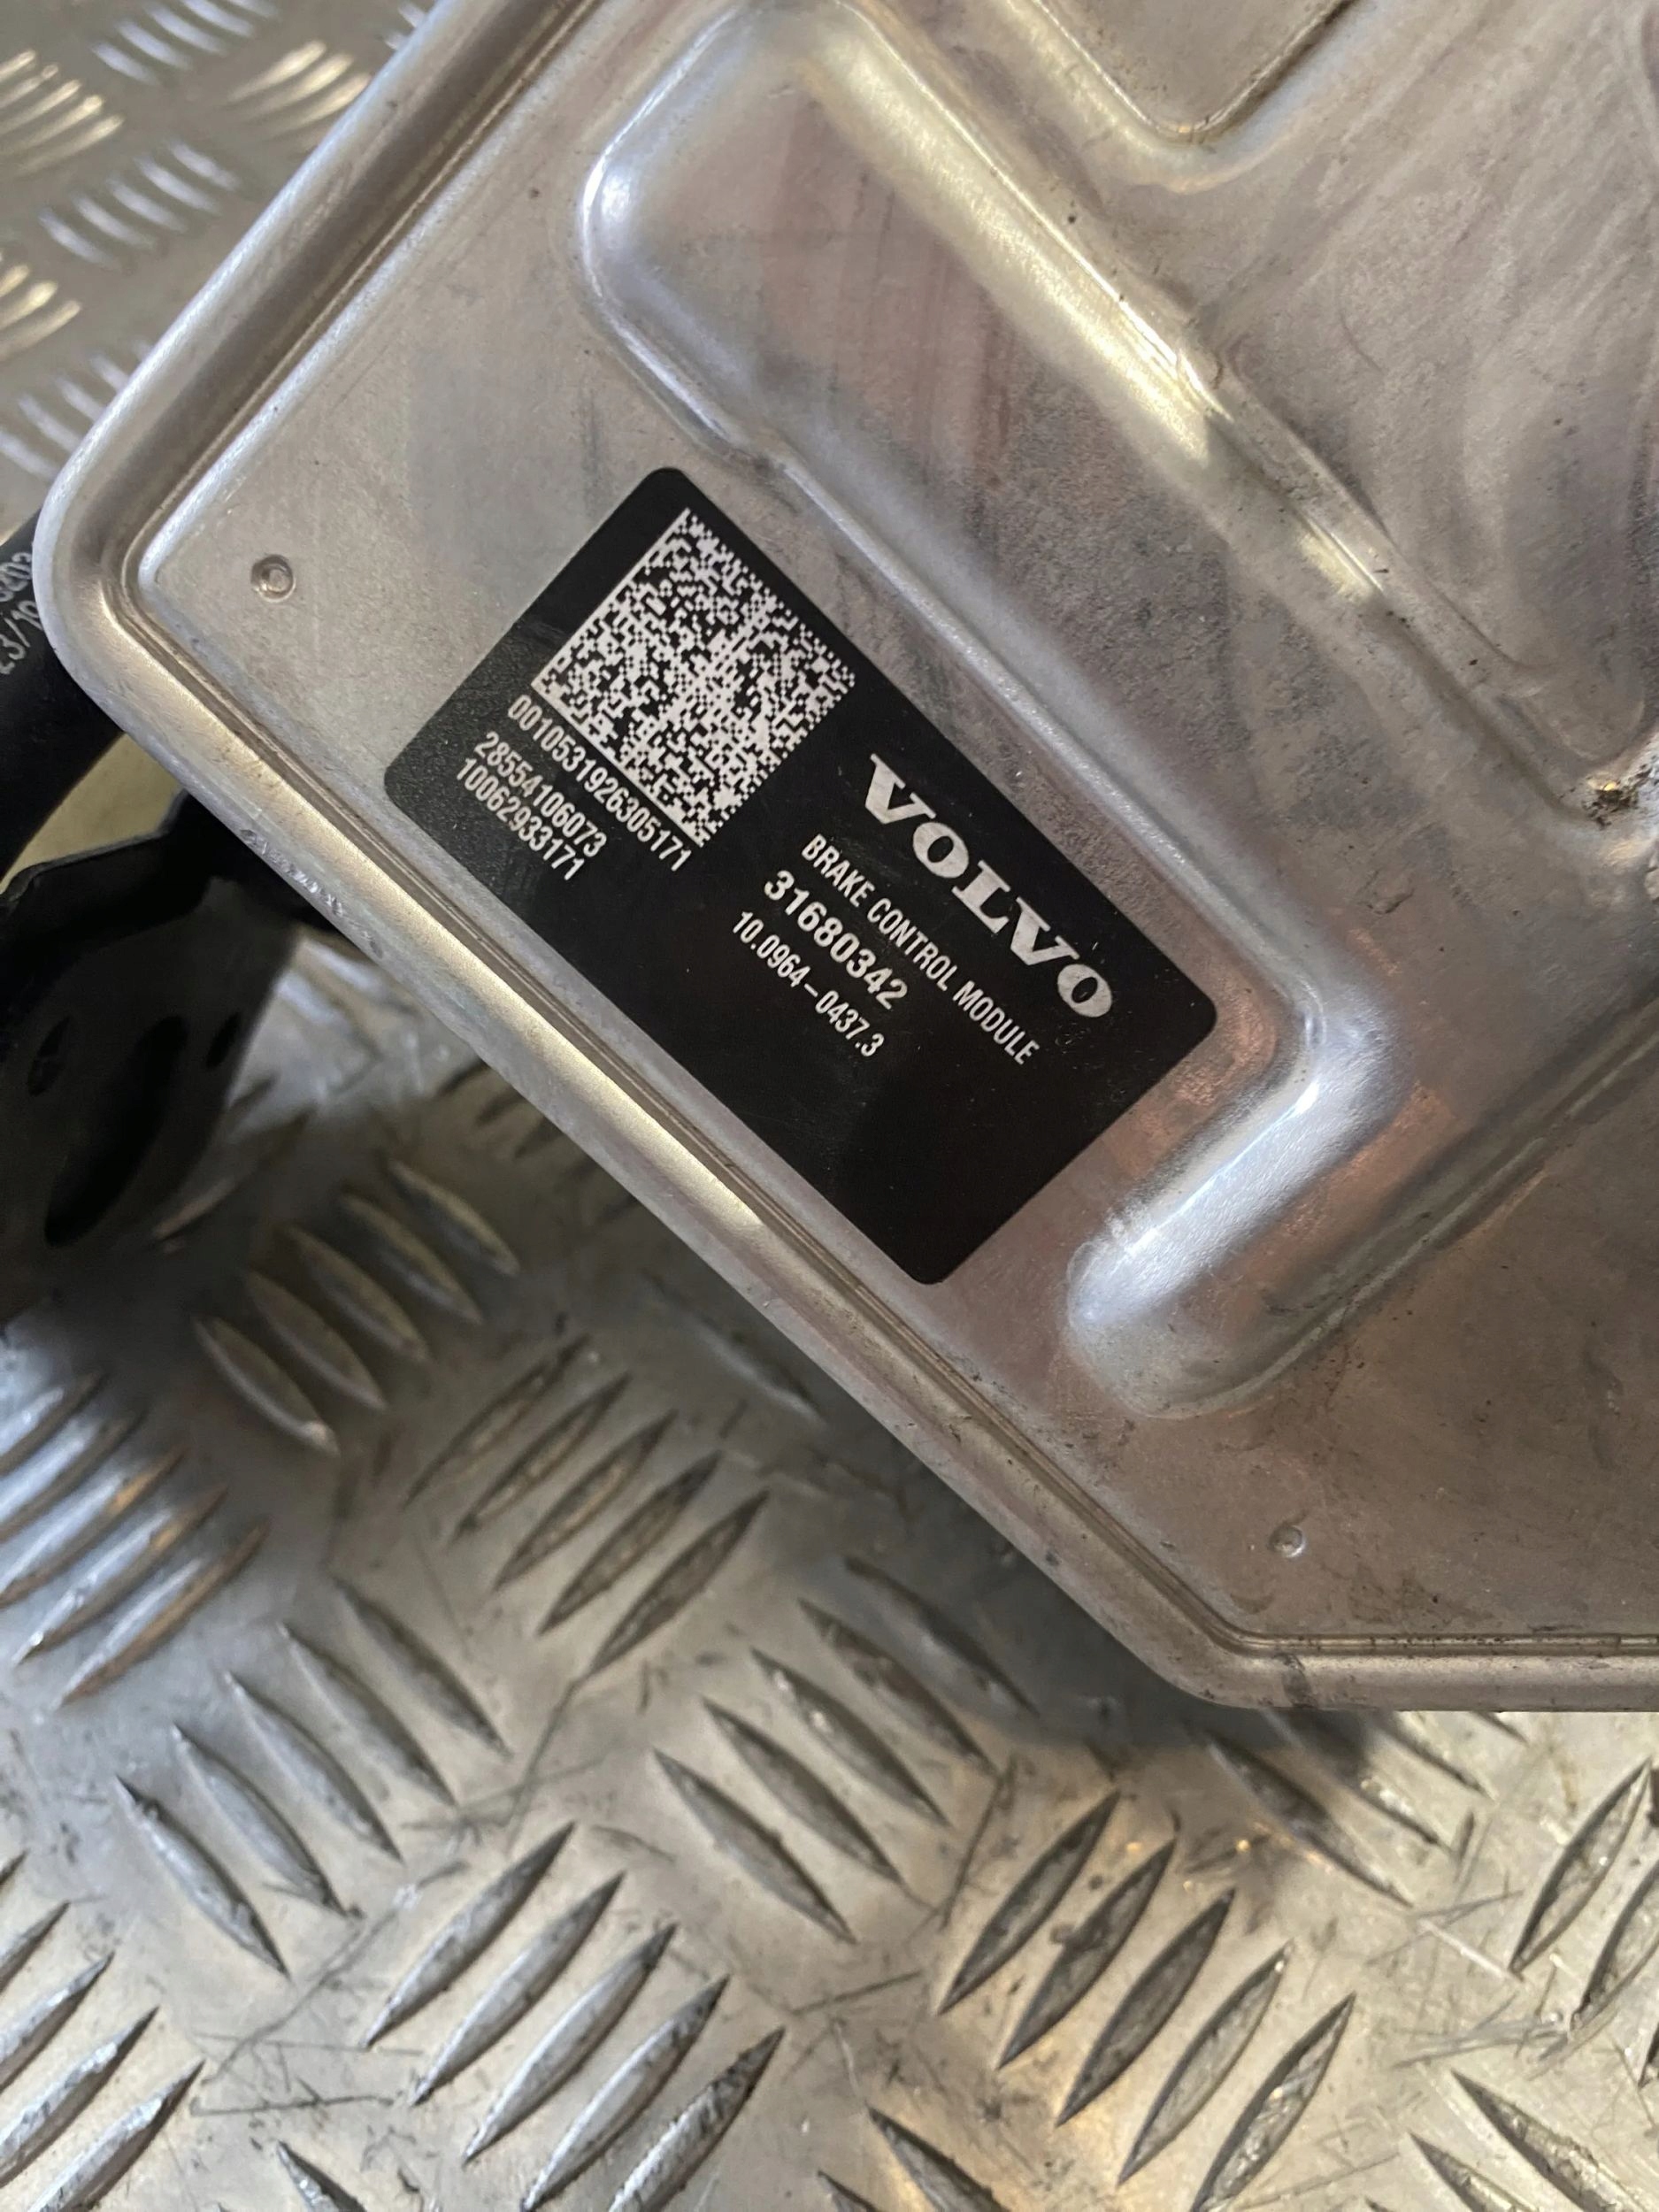 VOLVO
BRAKE CONTROL MODULE
31680342
10.0964-0437.3
0010531926305171
28554106073
10062933171